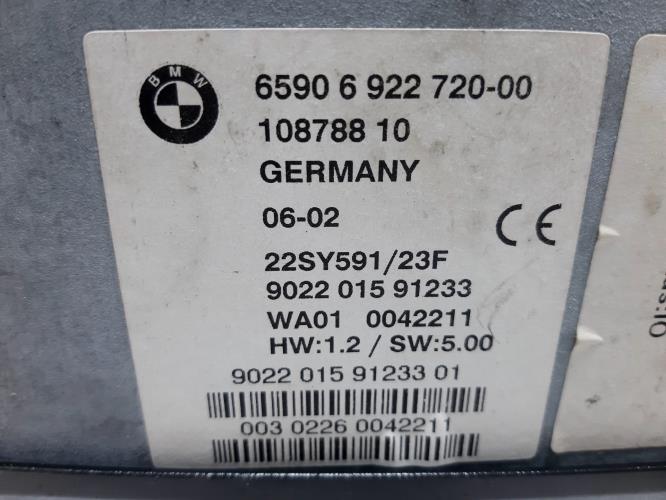 BMW
6590 6 922 720-00
108788 10
GERMANY
06-02
CE
22SY591/23F
9022 015 91233
WA01 0042211
HW:1.2 / SW:5.00
9022 015 91233 01
003 0226 0042211